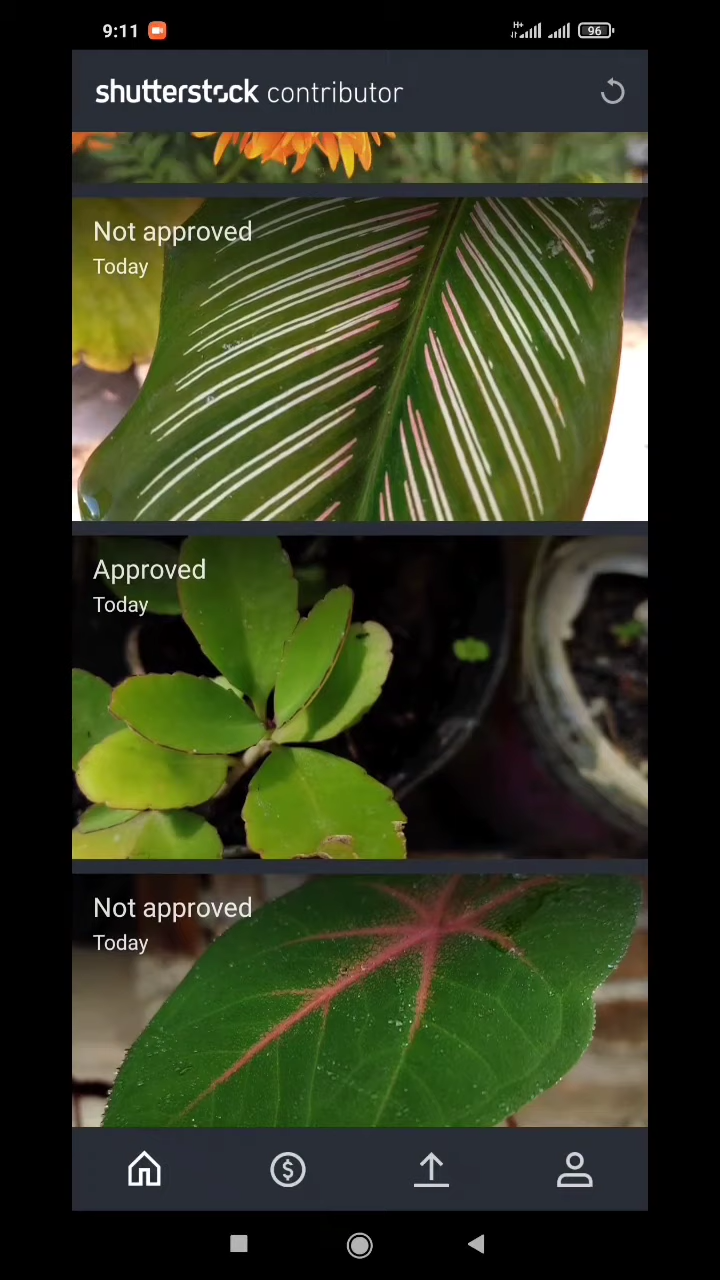 9:11
H+
96
shutterstock contributor
Not approved
Today
Approved
Today
Not approved
Today